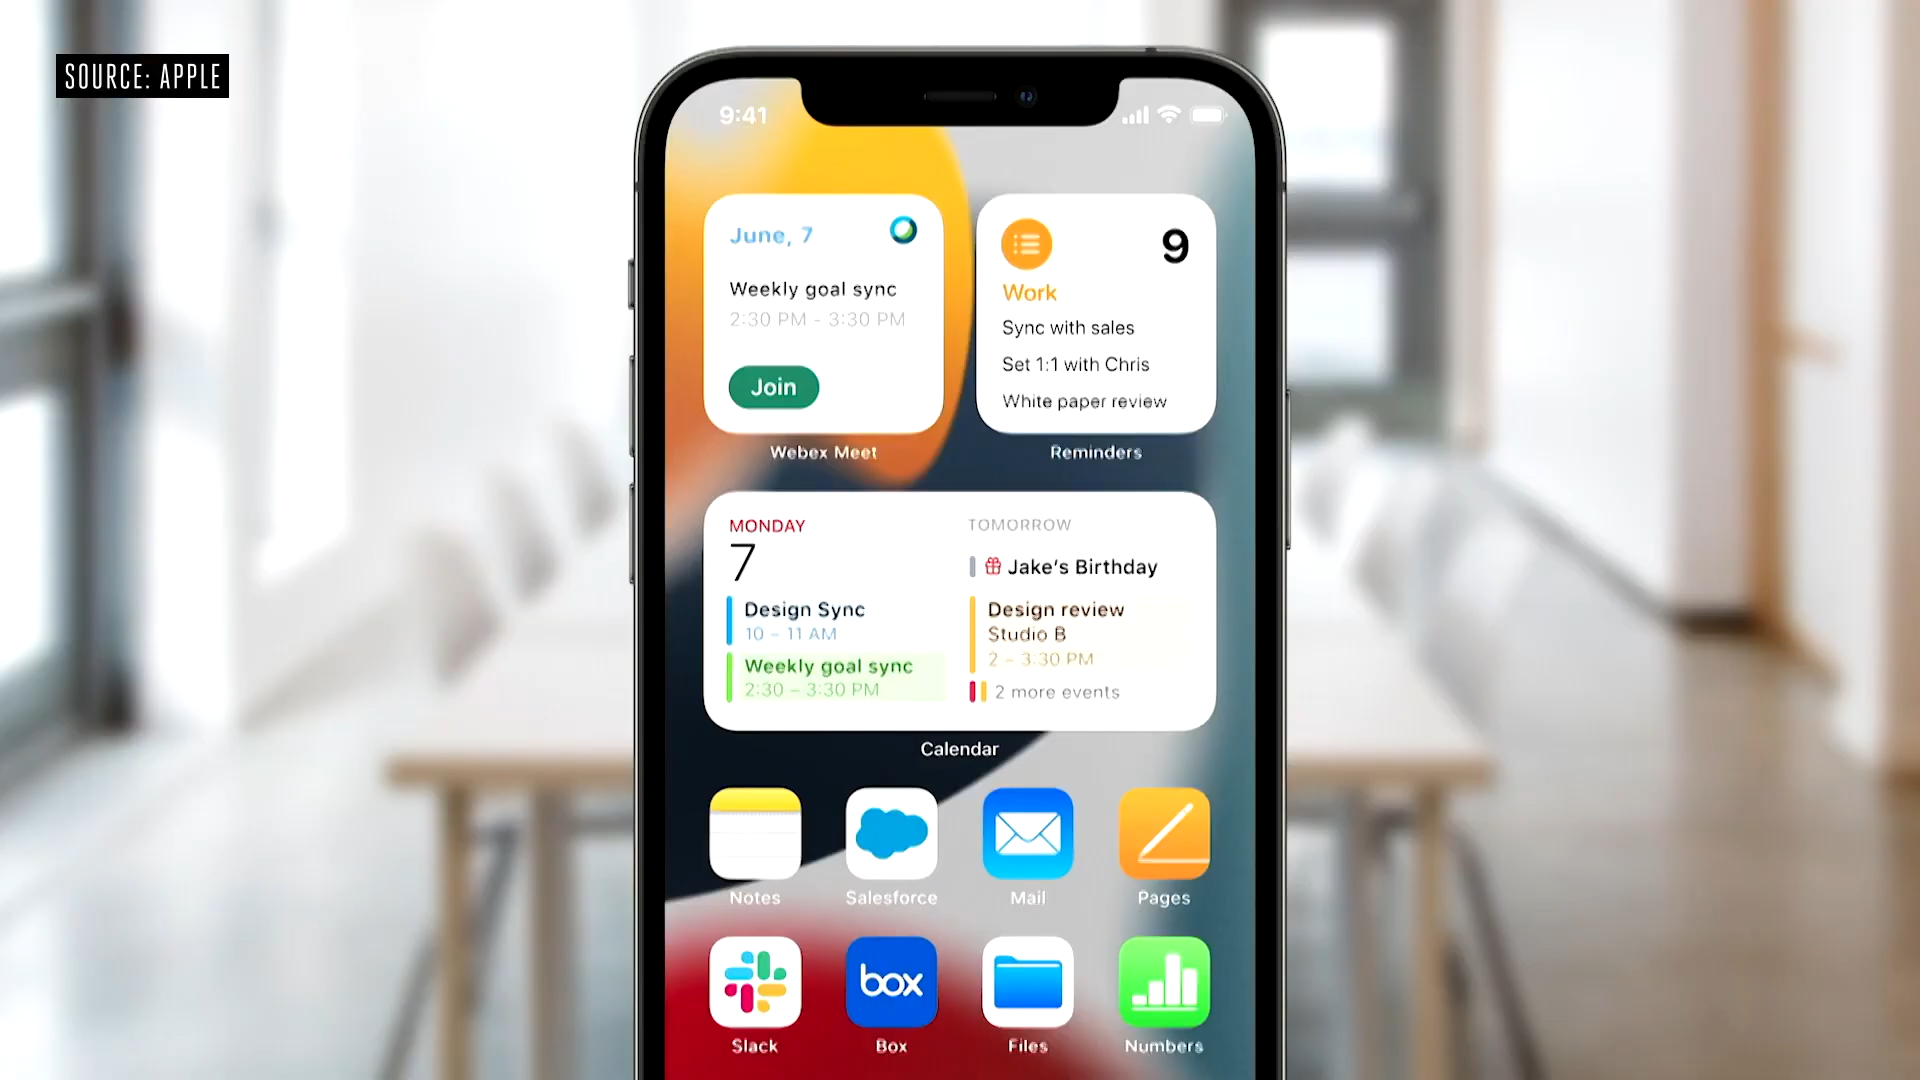 SOURCE: APPLE
9:41
June, 7
Weekly goal sync
2:30 PM - 3:30 PM
Join
Webex Meet
9
Work
Sync with sales
Set 1:1 with Chris
White paper review
Reminders
MONDAY
7
Design Sync
10 – 11 AM
Weekly goal sync
2:30 – 3:30 PM
TOMORROW
Jake's Birthday
Design review
Studio B
2 – 3:30 PM
2 more events
Calendar
Notes
Salesforce
Mail
Pages
box
Slack
Box
Files
Numbers